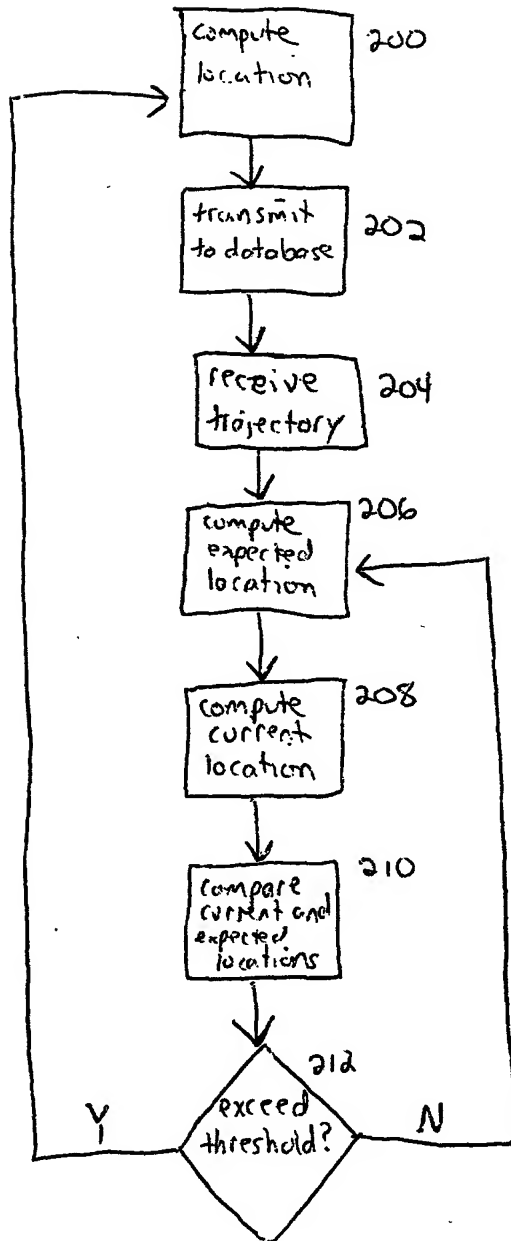 compute
location
200
transmit
to database
202
receive
trajectory
204
206
compute
expected
location
208
compute
current
location
210
compare
current and
expected
locations
212
exceed
threshold?
Y
N